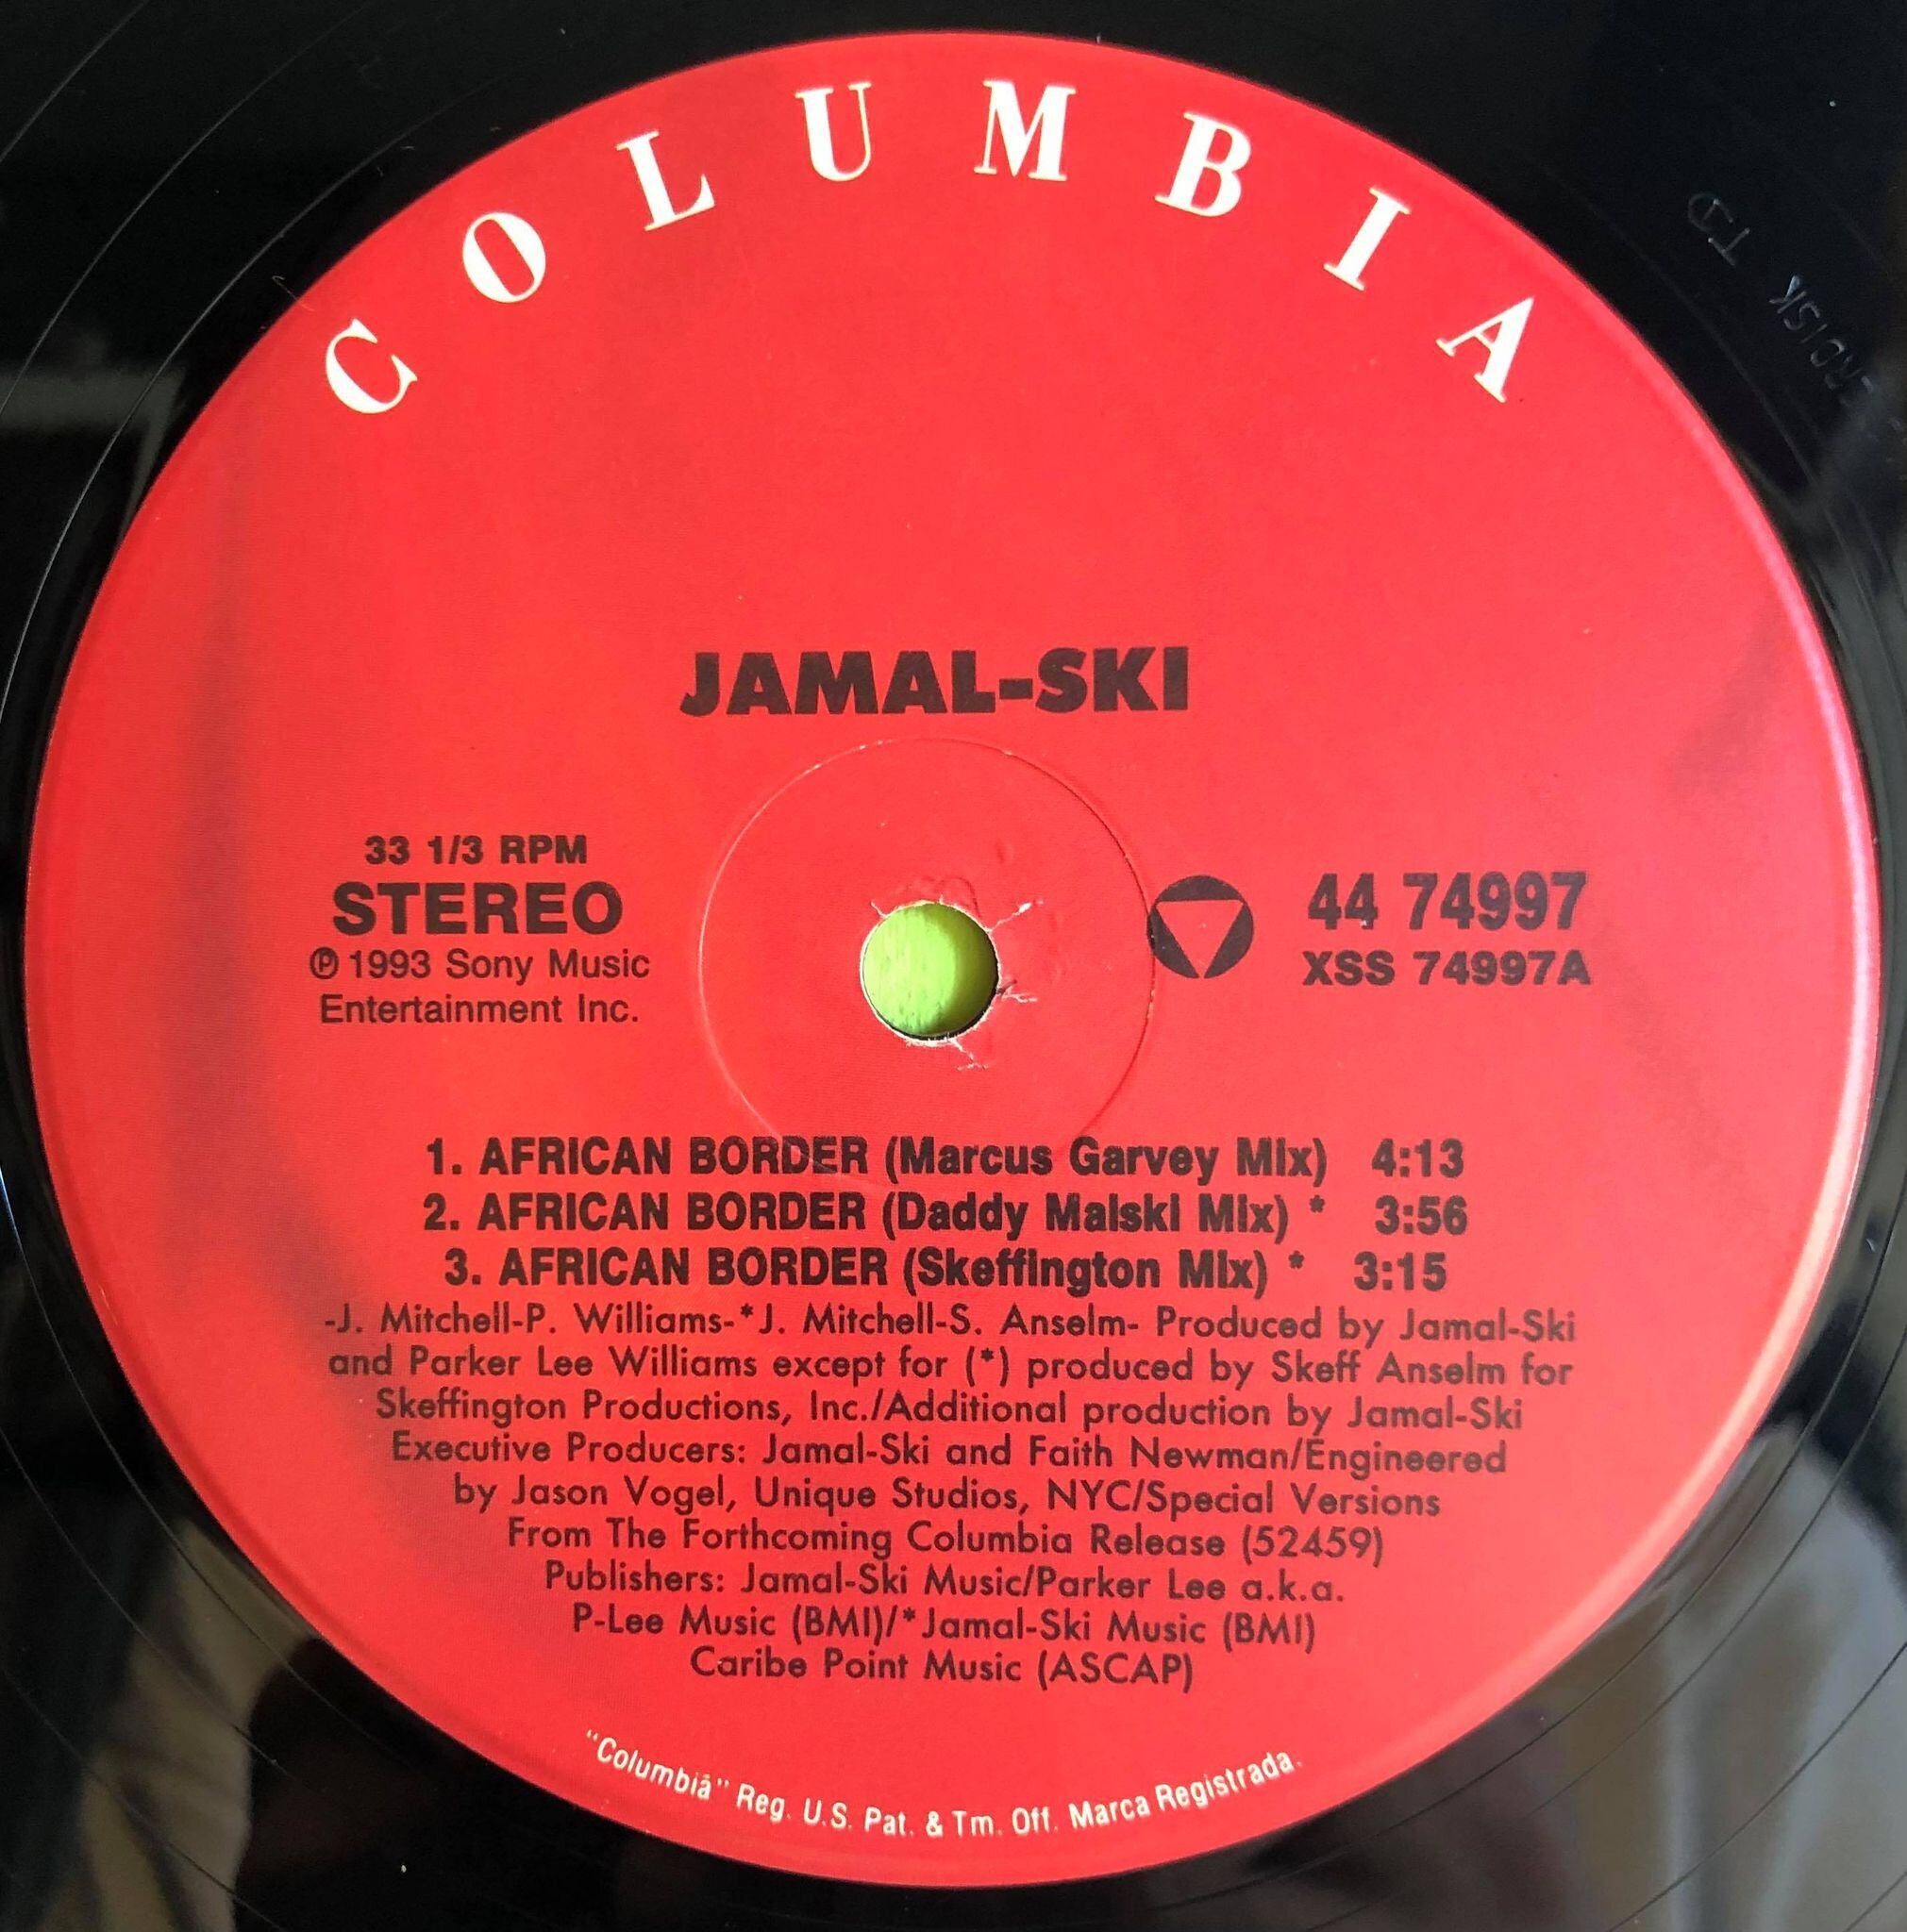 COLUMBIA
JAMAL-SKI
33 1/3 RPM
STEREO
℗ 1993 Sony Music
Entertainment Inc.
44 74997
XSS 74997A
1. AFRICAN BORDER (Marcus Garvey Mix) 4:13
2. AFRICAN BORDER (Daddy Malski Mix) * 3:56
3. AFRICAN BORDER (Skeffington Mix) * 3:15
-J. Mitchell-P. Williams-*J. Mitchell-S. Anselm- Produced by Jamal-Ski
and Parker Lee Williams except for (*) produced by Skeff Anselm for
Skeffington Productions, Inc./Additional production by Jamal-Ski
Executive Producers: Jamal-Ski and Faith Newman/Engineered
by Jason Vogel, Unique Studios, NYC/Special Versions
From The Forthcoming Columbia Release (52459)
Publishers: Jamal-Ski Music/Parker Lee a.k.a.
P-Lee Music (BMI)/*Jamal-Ski Music (BMI)
Caribe Point Music (ASCAP)
"Columbia" Reg. U.S. Pat. & Tm. Off. Marca Registrada.